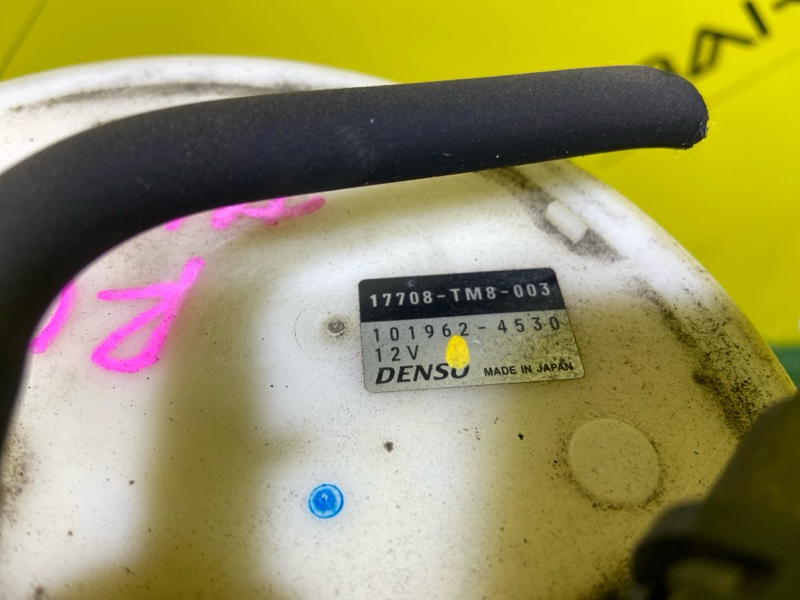 17708-TM8-003
101962-4530
12V
DENSO MADE IN JAPAN